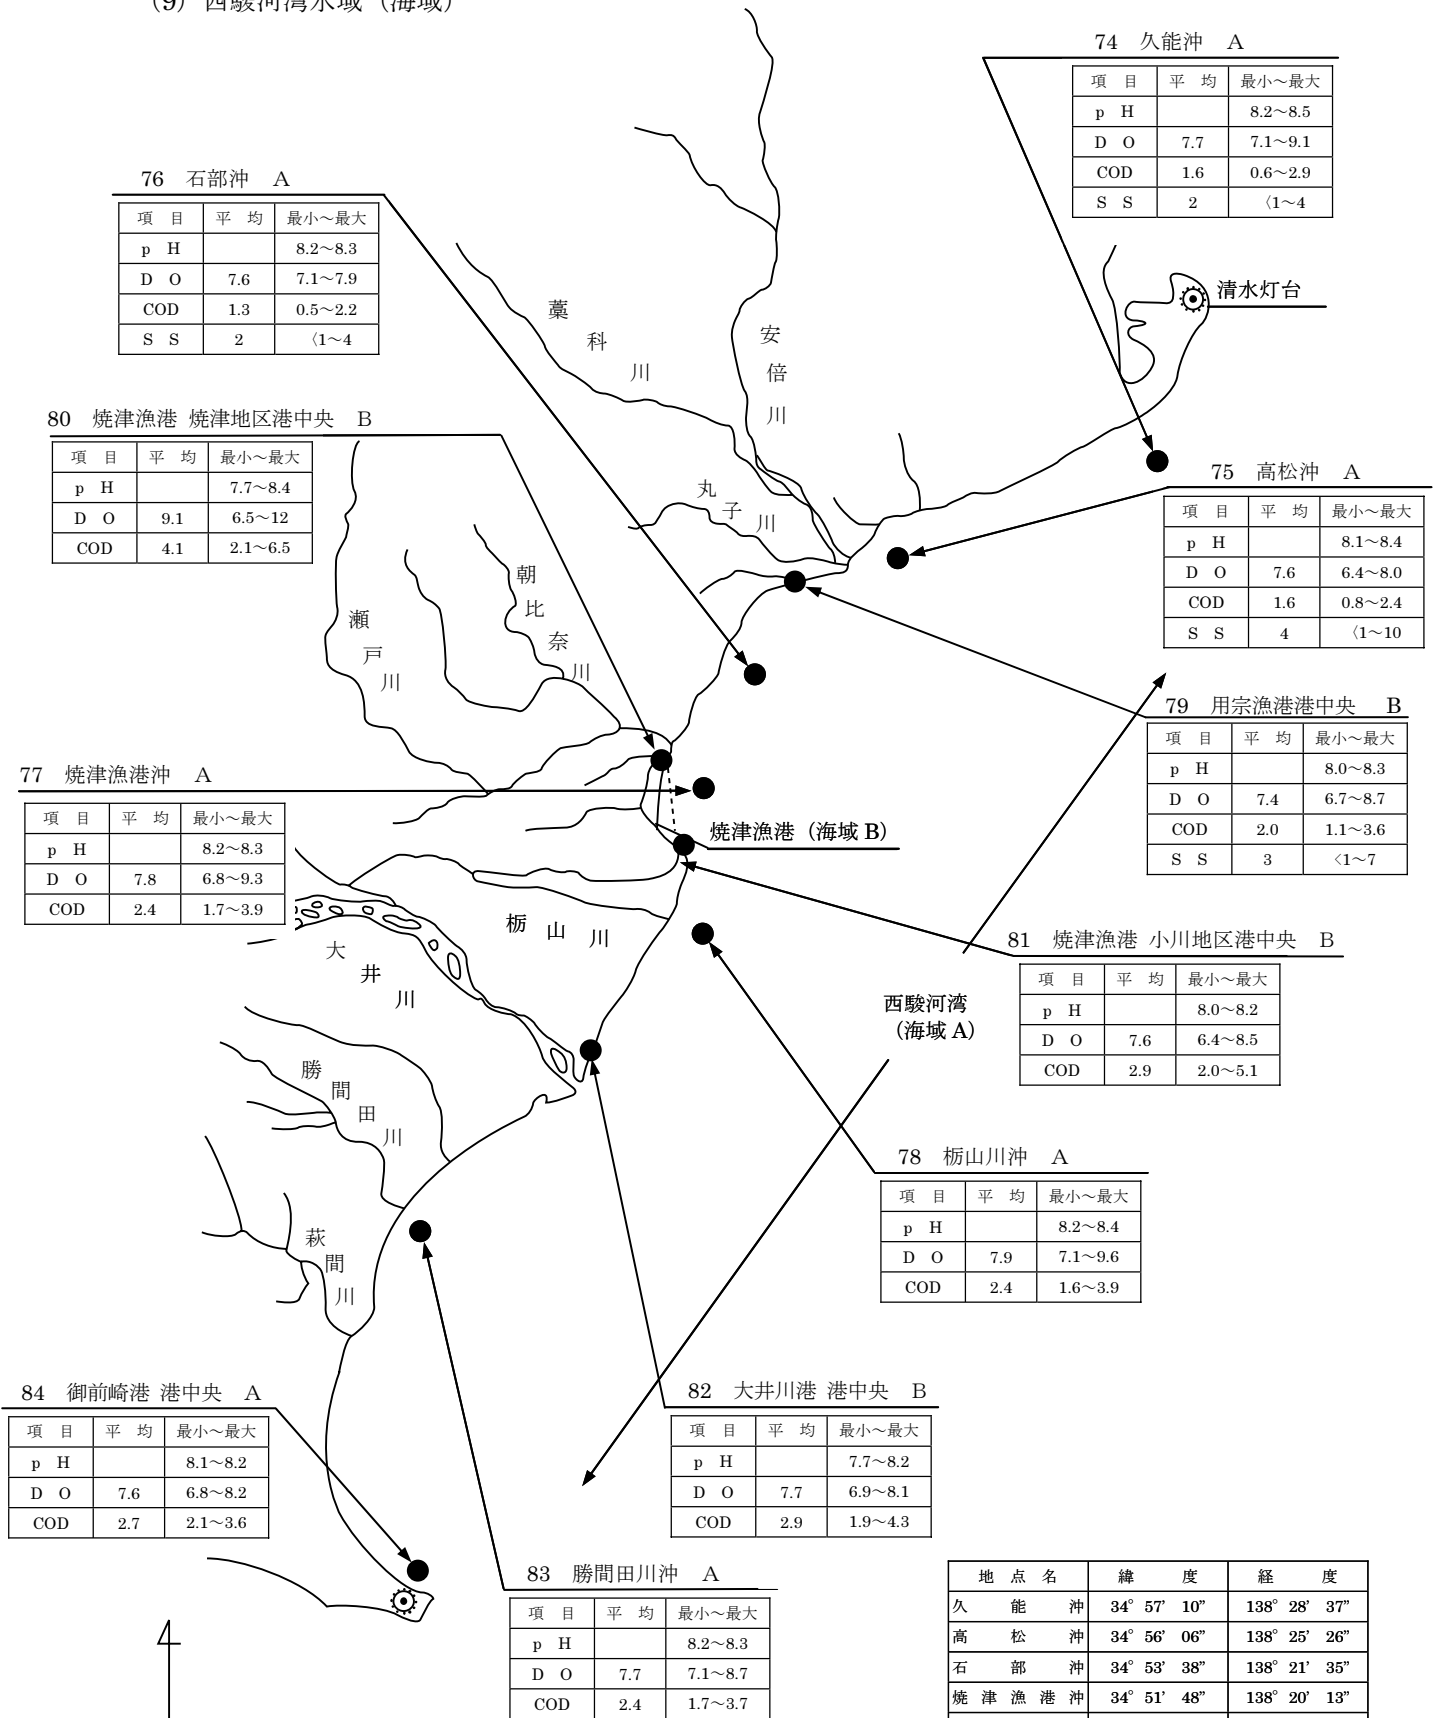 (9) 西駿河湾水域（海域）
74 久能沖 A
項 目 平 均 最小～最大
p H 8.2～8.5
D O 7.7 7.1～9.1
COD 1.6 0.6～2.9
S S 2 〈1～4
76 石部沖 A
項 目 平 均 最小～最大
p H 8.2～8.3
D O 7.6 7.1～7.9
COD 1.3 0.5～2.2
S S 2 〈1～4
清水灯台
藁科川
安倍川
80 焼津漁港 焼津地区港中央 B
項 目 平 均 最小～最大
p H 7.7～8.4
D O 9.1 6.5～12
COD 4.1 2.1～6.5
75 高松沖 A
項 目 平 均 最小～最大
p H 8.1～8.4
D O 7.6 6.4～8.0
COD 1.6 0.8～2.4
S S 4 〈1～10
丸子川
朝比奈川
瀬戸川
79 用宗漁港港中央 B
項 目 平 均 最小～最大
p H 8.0～8.3
D O 7.4 6.7～8.7
COD 2.0 1.1～3.6
S S 3 <1～7
77 焼津漁港沖 A
項 目 平 均 最小～最大
p H 8.2～8.3
D O 7.8 6.8～9.3
COD 2.4 1.7～3.9
焼津漁港（海域 B）
栃山川
大井川
81 焼津漁港 小川地区港中央 B
項 目 平 均 最小～最大
p H 8.0～8.2
D O 7.6 6.4～8.5
COD 2.9 2.0～5.1
西駿河湾
（海域 A）
勝間田川
78 栃山川沖 A
項 目 平 均 最小～最大
p H 8.2～8.4
D O 7.9 7.1～9.6
COD 2.4 1.6～3.9
萩間川
84 御前崎港 港中央 A
項 目 平 均 最小～最大
p H 8.1～8.2
D O 7.6 6.8～8.2
COD 2.7 2.1～3.6
82 大井川港 港中央 B
項 目 平 均 最小～最大
p H 7.7～8.2
D O 7.7 6.9～8.1
COD 2.9 1.9～4.3
83 勝間田川沖 A
項 目 平 均 最小～最大
p H 8.2～8.3
D O 7.7 7.1～8.7
COD 2.4 1.7～3.7
地 点 名 緯 度 経 度
久 能 沖 34° 57’ 10” 138° 28’ 37”
高 松 沖 34° 56’ 06” 138° 25’ 26”
石 部 沖 34° 53’ 38” 138° 21’ 35”
焼 津 漁 港 沖 34° 51’ 48” 138° 20’ 13”